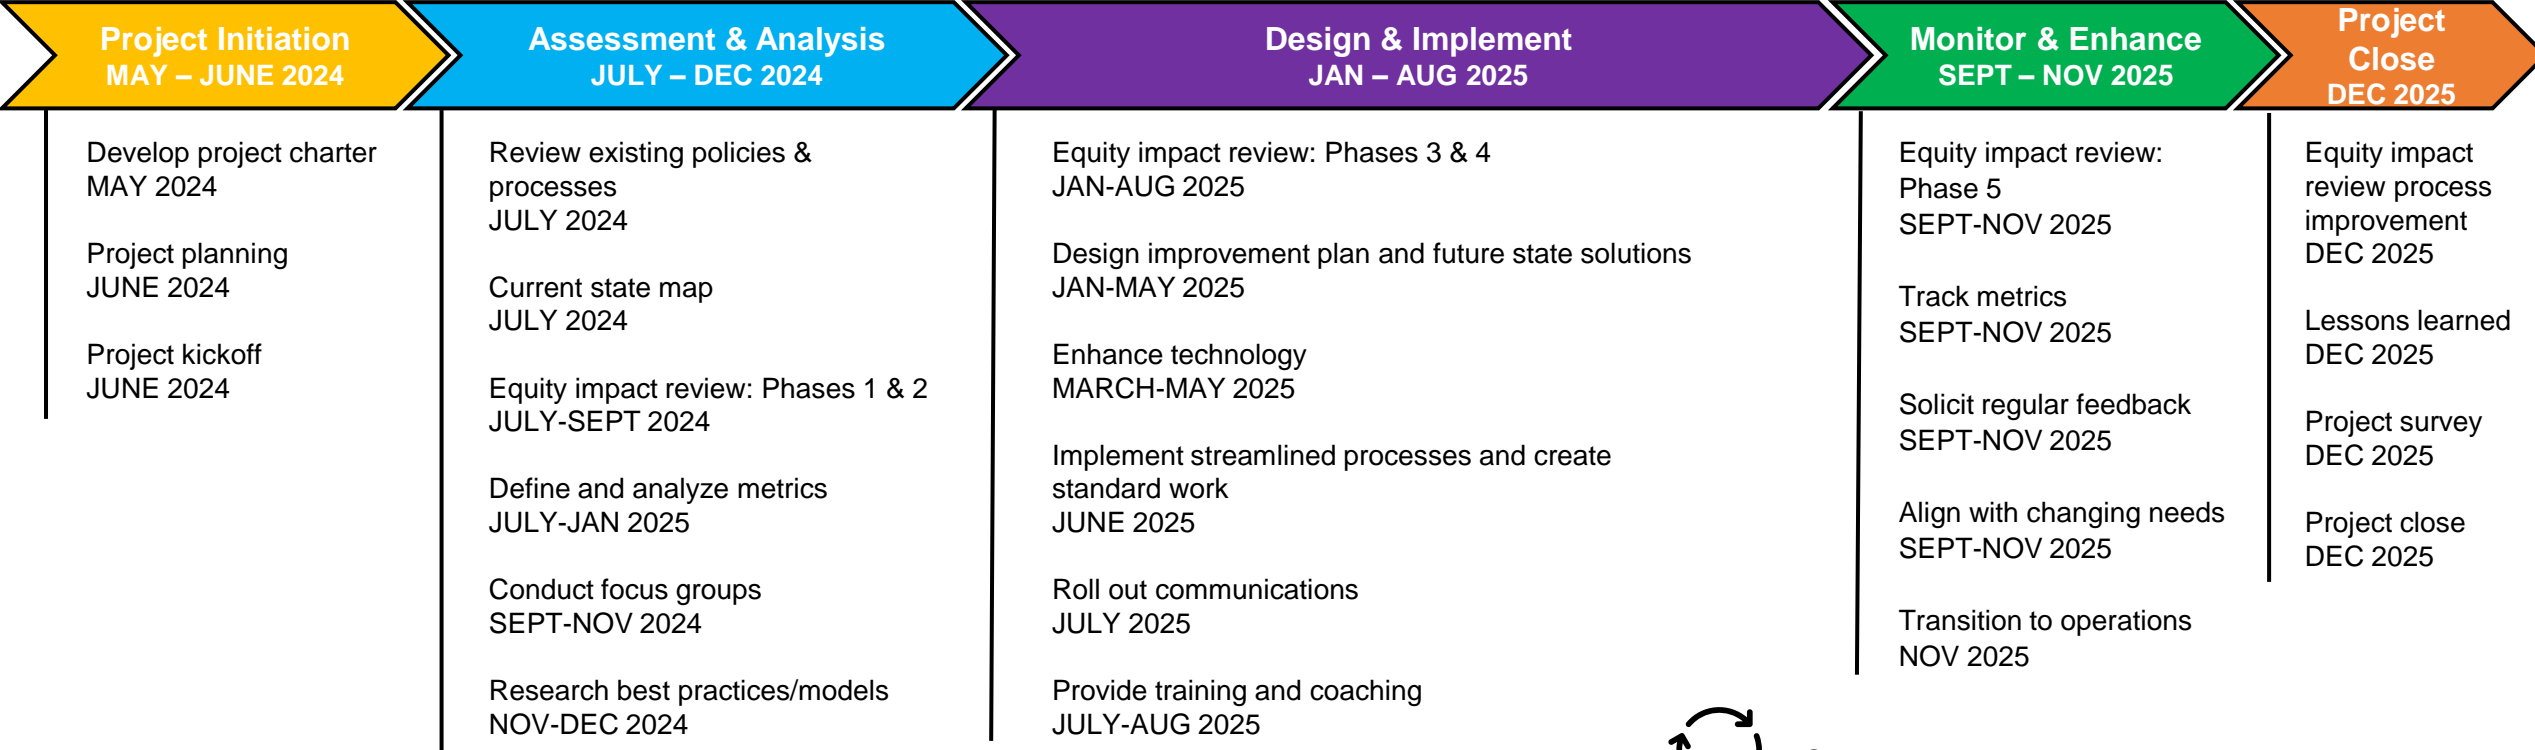 Project Initiation
MAY – JUNE 2024
Assessment & Analysis
JULY – DEC 2024
Design & Implement
JAN – AUG 2025
Monitor & Enhance
SEPT – NOV 2025
Project
Close
DEC 2025
Develop project charter
MAY 2024
Project planning
JUNE 2024
Project kickoff
JUNE 2024
Review existing policies &
processes
JULY 2024
Current state map
JULY 2024
Equity impact review: Phases 1 & 2
JULY-SEPT 2024
Define and analyze metrics
JULY-JAN 2025
Conduct focus groups
SEPT-NOV 2024
Research best practices/models
NOV-DEC 2024
Equity impact review: Phases 3 & 4
JAN-AUG 2025
Design improvement plan and future state solutions
JAN-MAY 2025
Enhance technology
MARCH-MAY 2025
Implement streamlined processes and create
standard work
JUNE 2025
Roll out communications
JULY 2025
Provide training and coaching
JULY-AUG 2025
Equity impact review:
Phase 5
SEPT-NOV 2025
Track metrics
SEPT-NOV 2025
Solicit regular feedback
SEPT-NOV 2025
Align with changing needs
SEPT-NOV 2025
Transition to operations
NOV 2025
Equity impact
review process
improvement
DEC 2025
Lessons learned
DEC 2025
Project survey
DEC 2025
Project close
DEC 2025